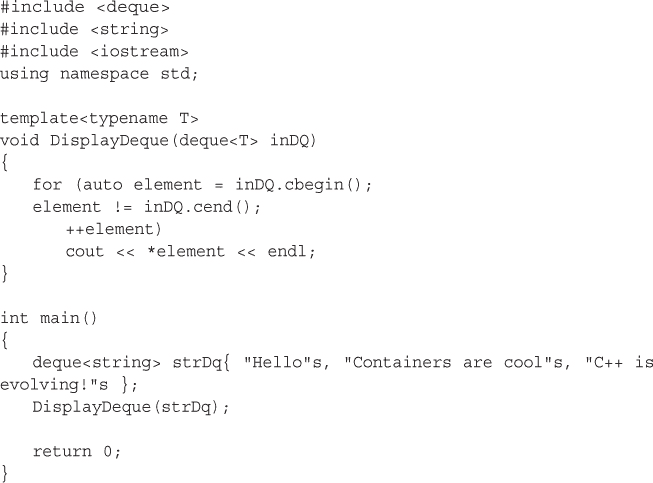 #include <deque>
#include <string>
#include <iostream>
using namespace std;

template<typename T>
void DisplayDeque(deque<T> inDQ)
{
    for (auto element = inDQ.cbegin();
    element != inDQ.cend();
        ++element)
        cout << *element << endl;
}

int main()
{
    deque<string> strDq{ "Hello"s, "Containers are cool"s, "C++ is
evolving!"s };
    DisplayDeque(strDq);

    return 0;
}